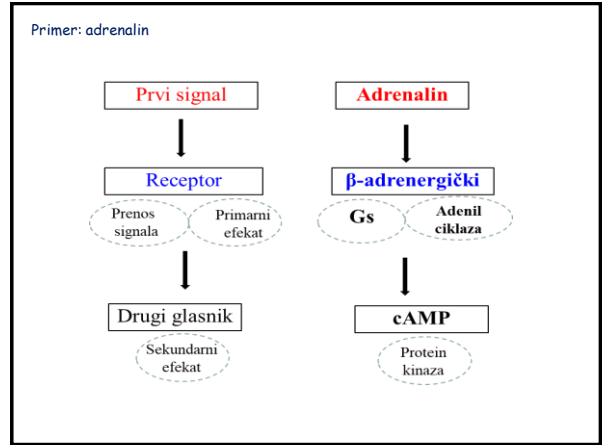 Primer: adrenalin
Prvi signal
Adrenalin
Receptor
β-adrenergički
Prenos
signala
Primarni
efekat
Gs
Adenil
ciklaza
Drugi glasnik
cAMP
Sekundarni
efekat
Protein
kinaza